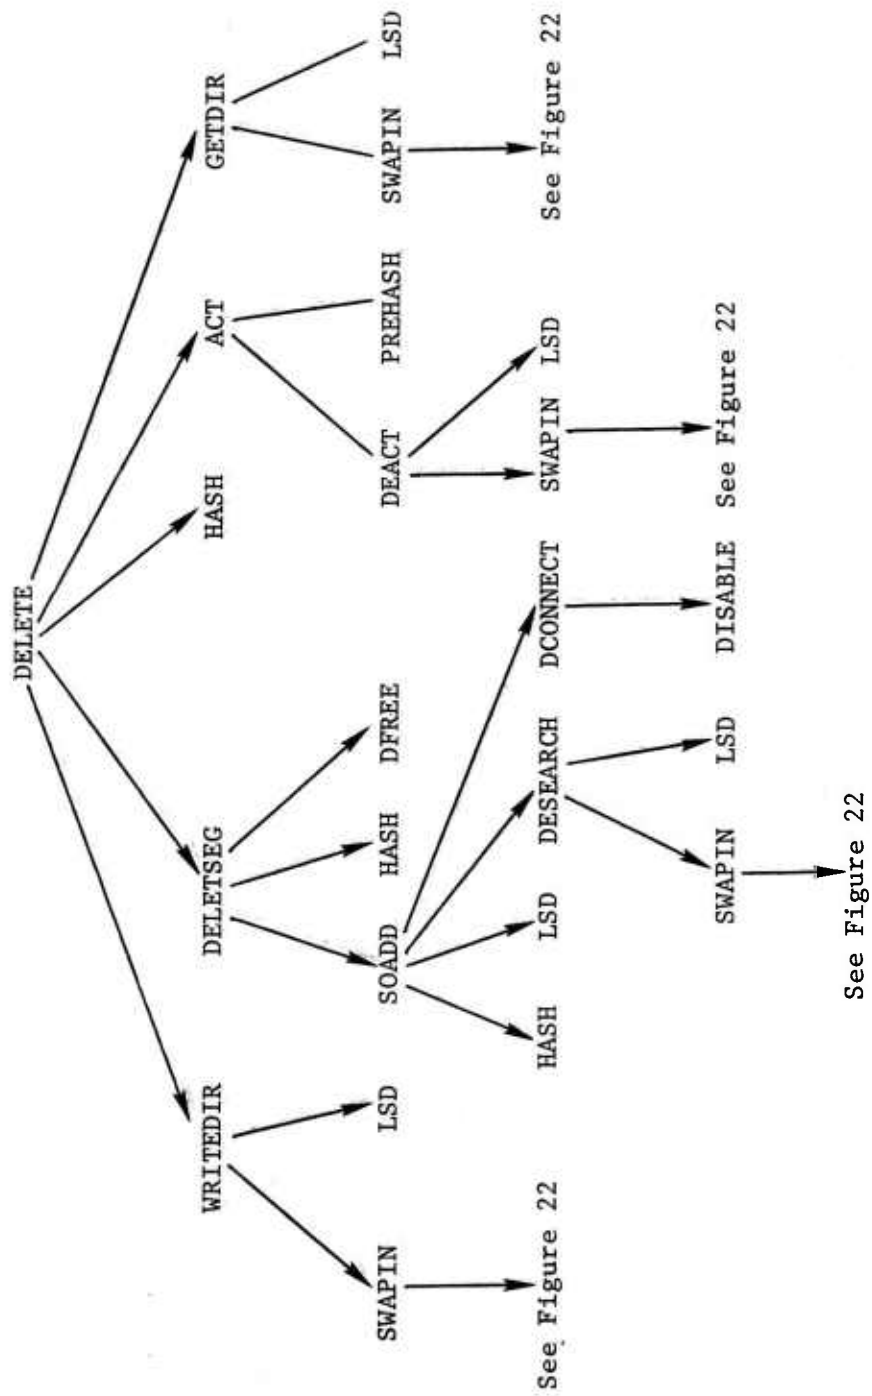 DELETE
WRITEDIR
DELETSEG
HASH
ACT
GETDIR
SWAPIN
LSD
SOADD
HASH
DFREE
DEACT
PREHASH
SWAPIN
LSD
See Figure 22
HASH
LSD
DESEARCH
DCONNECT
SWAPIN
LSD
See Figure 22
SWAPIN
LSD
DISABLE
See Figure 22
See Figure 22